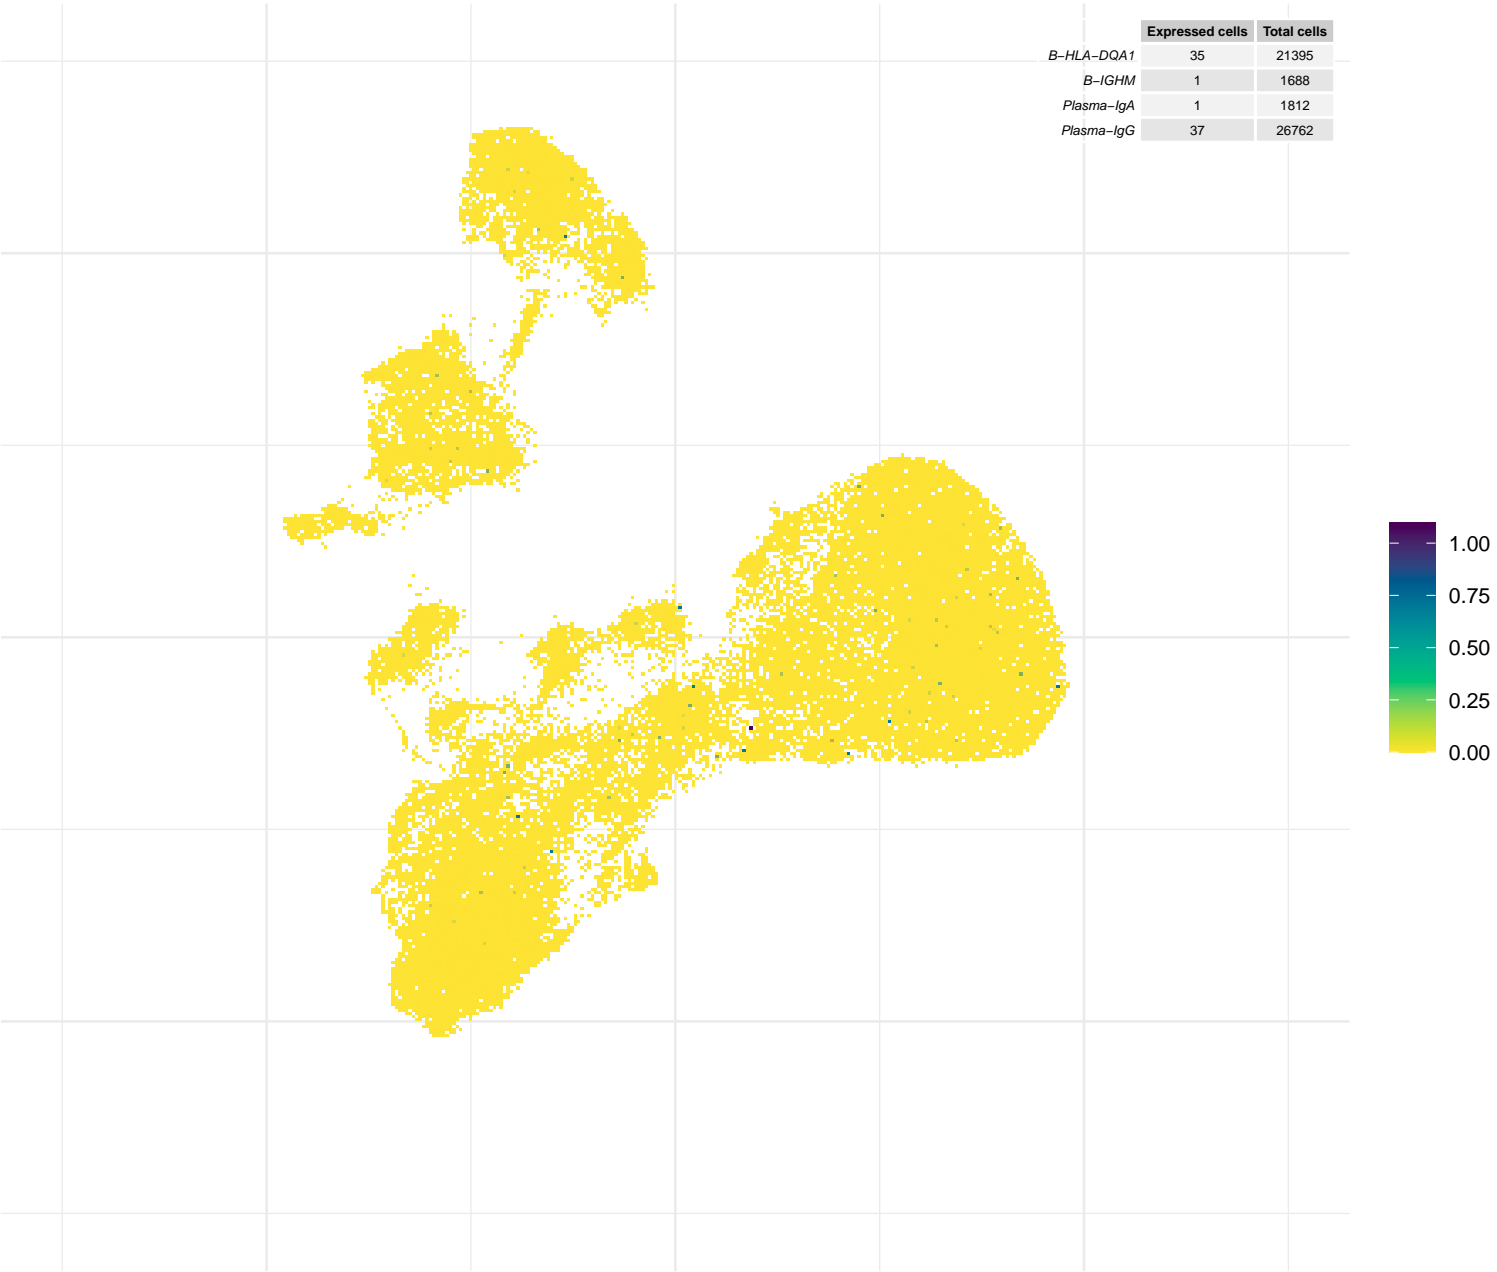 Expressed cells Total cells
B−HLA−DQA1 35 21395
B−IGHM 1 1688
Plasma−IgA 1 1812
Plasma−IgG 37 26762
1.00
0.75
0.50
0.25
0.00